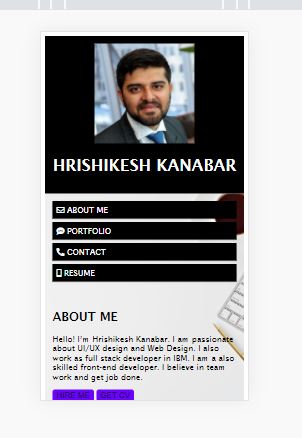 HRISHIKESH KANABAR
ABOUT ME
PORTFOLIO
CONTACT
RESUME
ABOUT ME
Hello! I'm Hrishikesh Kanabar. I am passionate
about UI/UX design and Web Design. I also
work as full stack developer in IBM. I am a also
skilled front-end developer. I believe in team
work and get job done.
HIRE ME GET CV